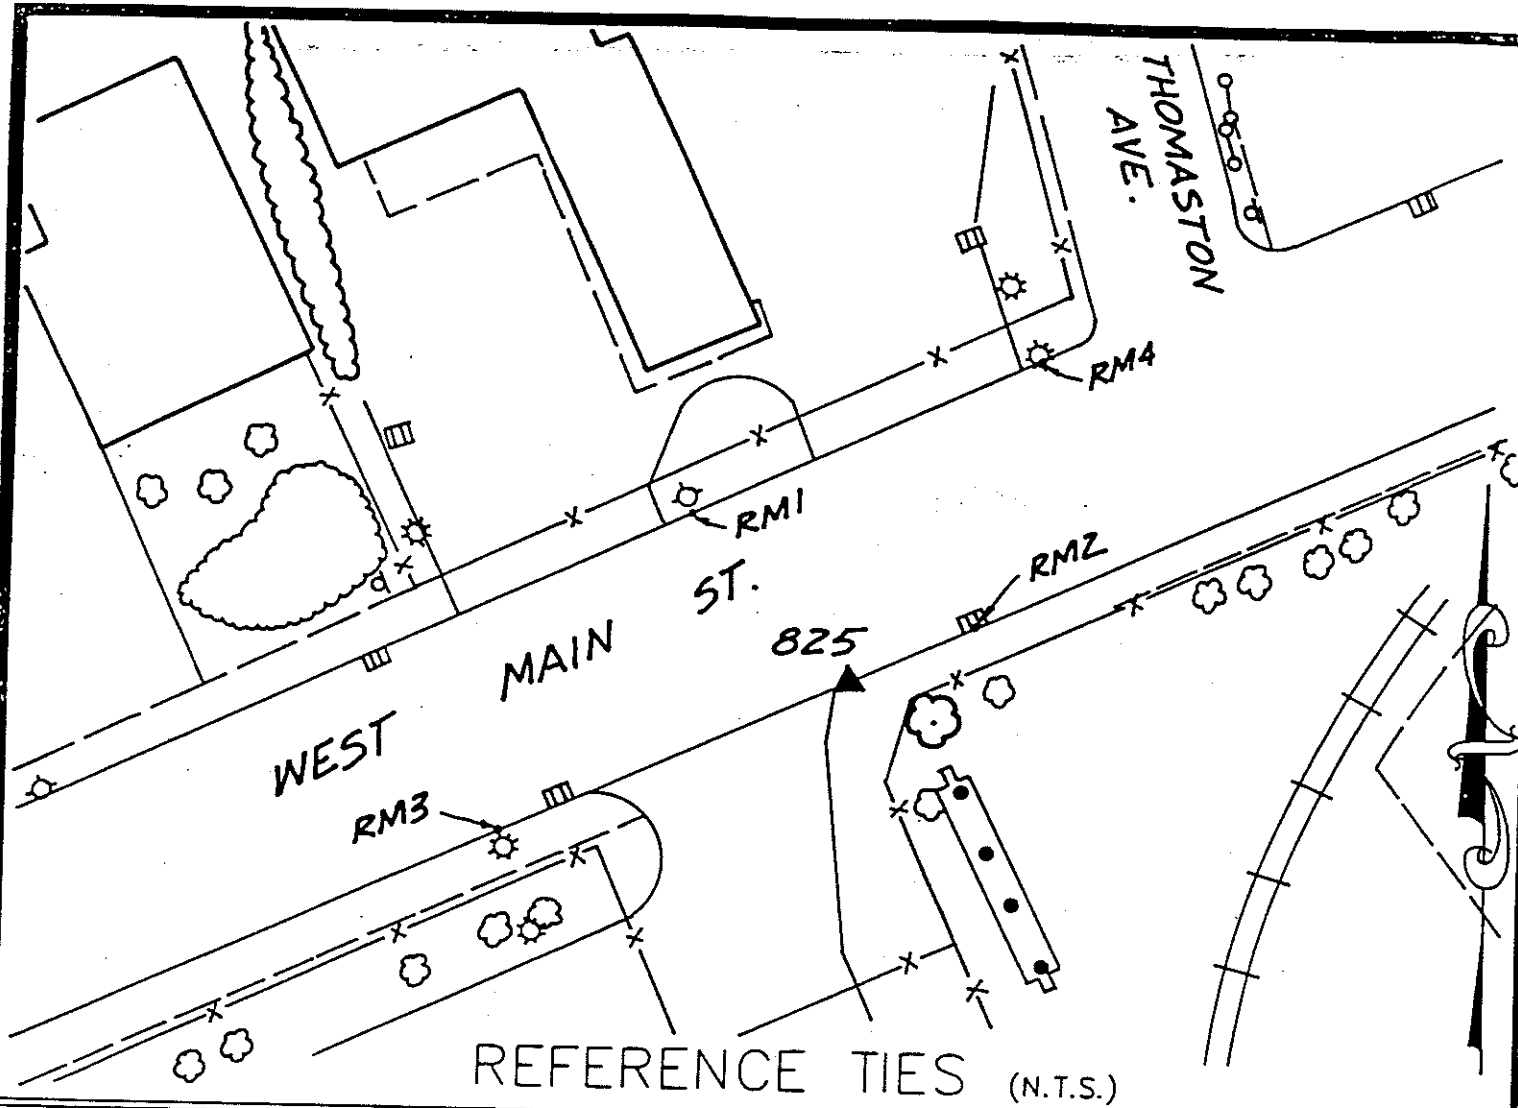 THOMASTON
AVE.
RM4
RM1
ST.
RM2
MAIN
825
WEST
RM3
REFERENCE TIES (N.T.S.)